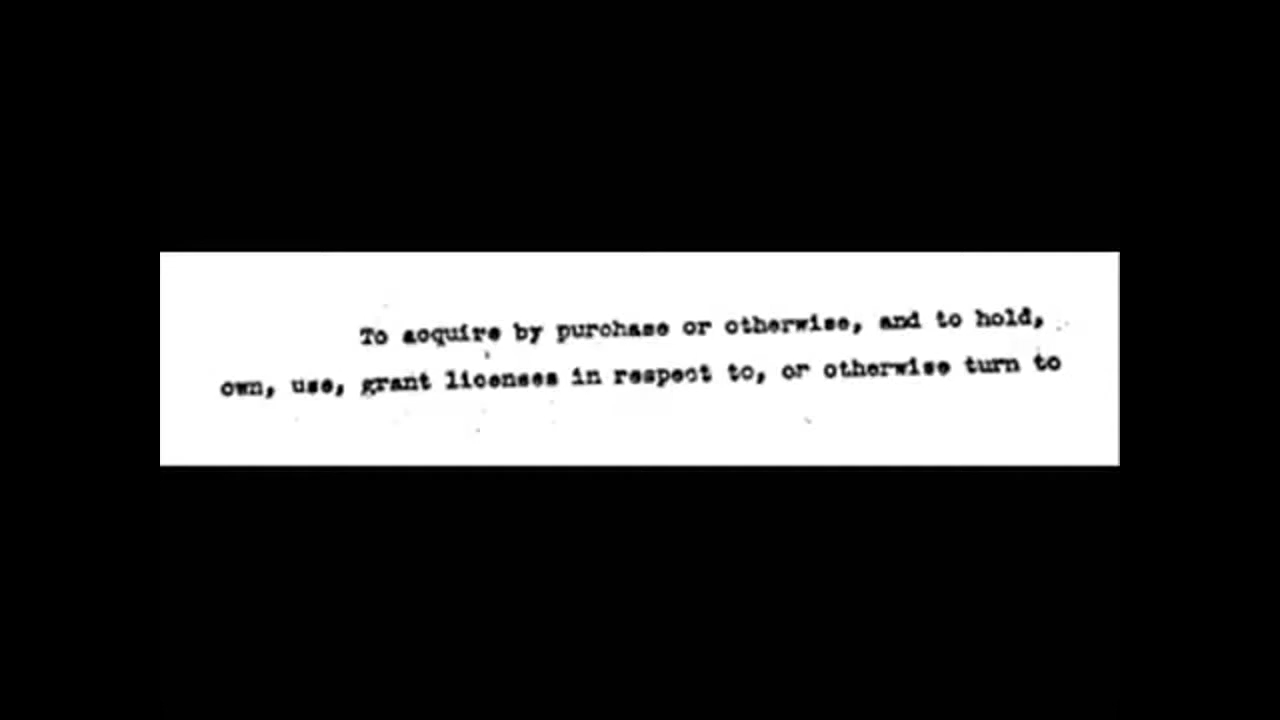 To acquire by purchase or otherwise, and to hold,
own, use, grant licenses in respect to, or otherwise turn to